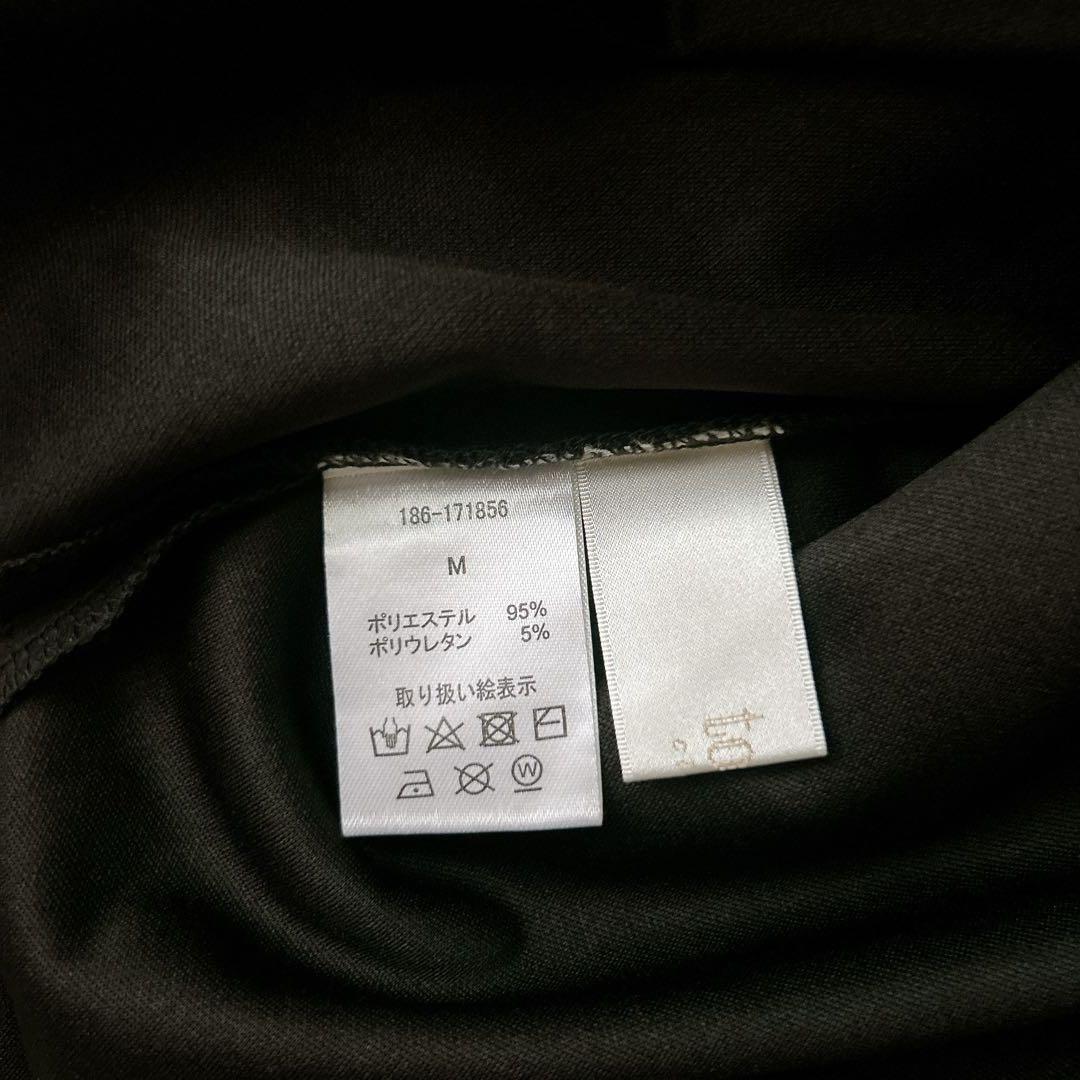 186-171856
M
ポリエステル 95%
ポリウレタン 5%
取り扱い絵表示
W